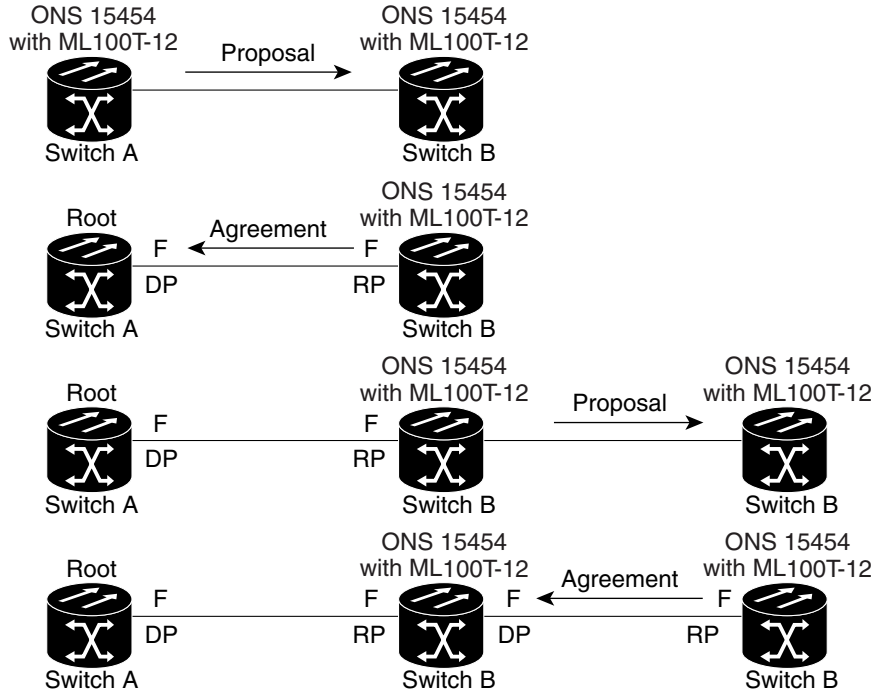 ONS 15454
with ML100T-12
ONS 15454
with ML100T-12
Proposal
Switch A
Switch B
ONS 15454
with ML100T-12
Root
Agreement
F
F
DP
RP
Switch A
Switch B
ONS 15454
with ML100T-12
ONS 15454
with ML100T-12
Root
Proposal
F
F
DP
RP
Switch A
Switch B
Switch B
ONS 15454
with ML100T-12
ONS 15454
with ML100T-12
Root
Agreement
F
F
F
F
DP
RP
DP
RP
Switch A
Switch B
Switch B